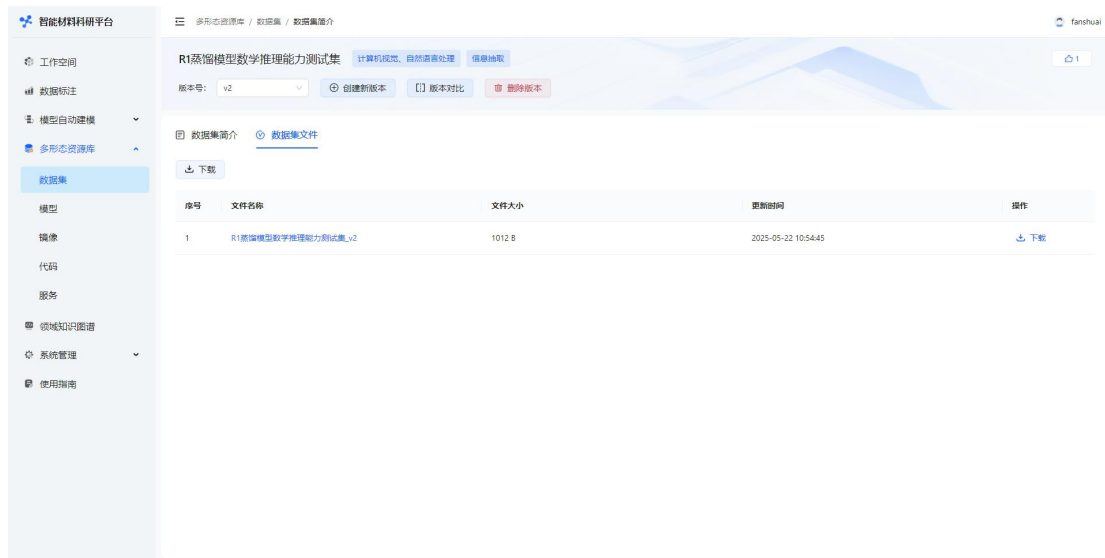 智能材料科研平台
多形态资源库 / 数据集 / 数据集简介
fanshuai
工作空间
数据标注
模型自动建模
多形态资源库
数据集
模型
镜像
代码
服务
领域知识图谱
系统管理
使用指南
R1蒸馏模型数学推理能力测试集 计算机视觉、自然语言处理 信息抽取
1
版本号: v2 创建新版本 版本对比 删除版本
数据集简介 数据集文件
下载
序号 文件名称 文件大小 更新时间 操作
1 R1蒸馏模型数学推理能力测试集_v2 1012 B 2025-05-22 10:54:45 下载